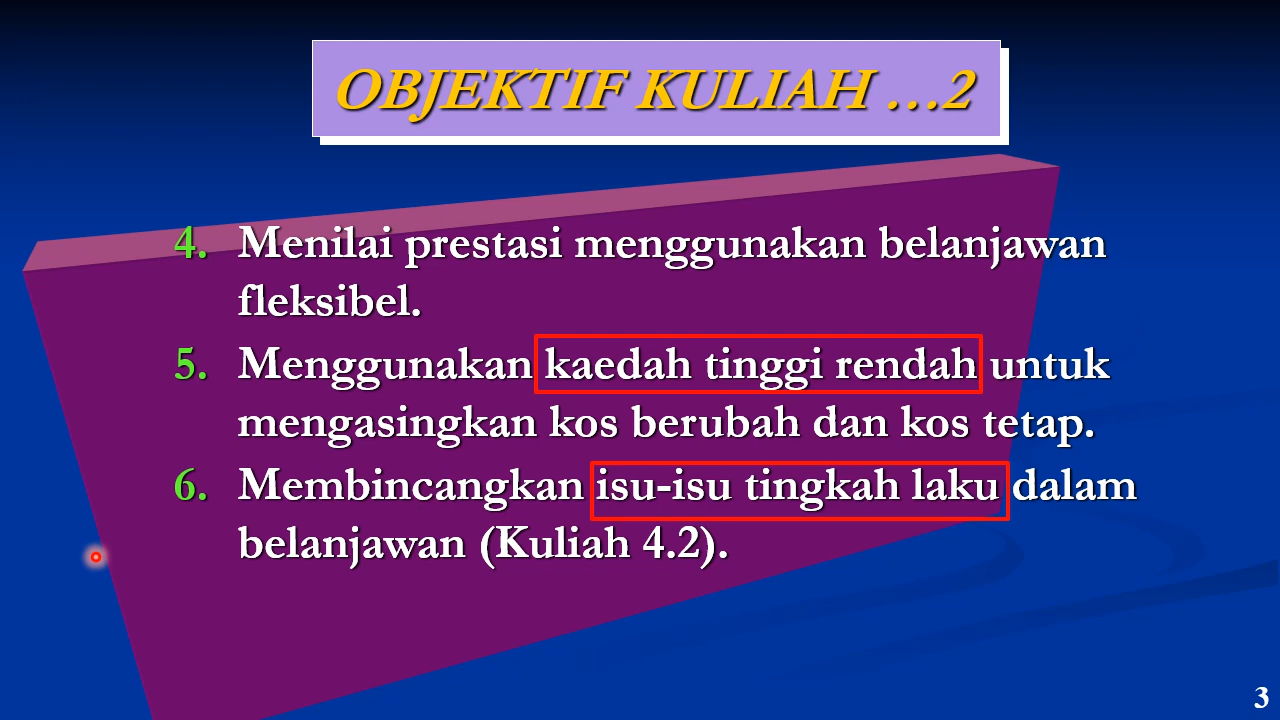 OBJEKTIF KULIAH …2
4. Menilai prestasi menggunakan belanjawan
fleksibel.
5. Menggunakan kaedah tinggi rendah untuk
mengasingkan kos berubah dan kos tetap.
6. Membincangkan isu-isu tingkah laku dalam
belanjawan (Kuliah 4.2).
3